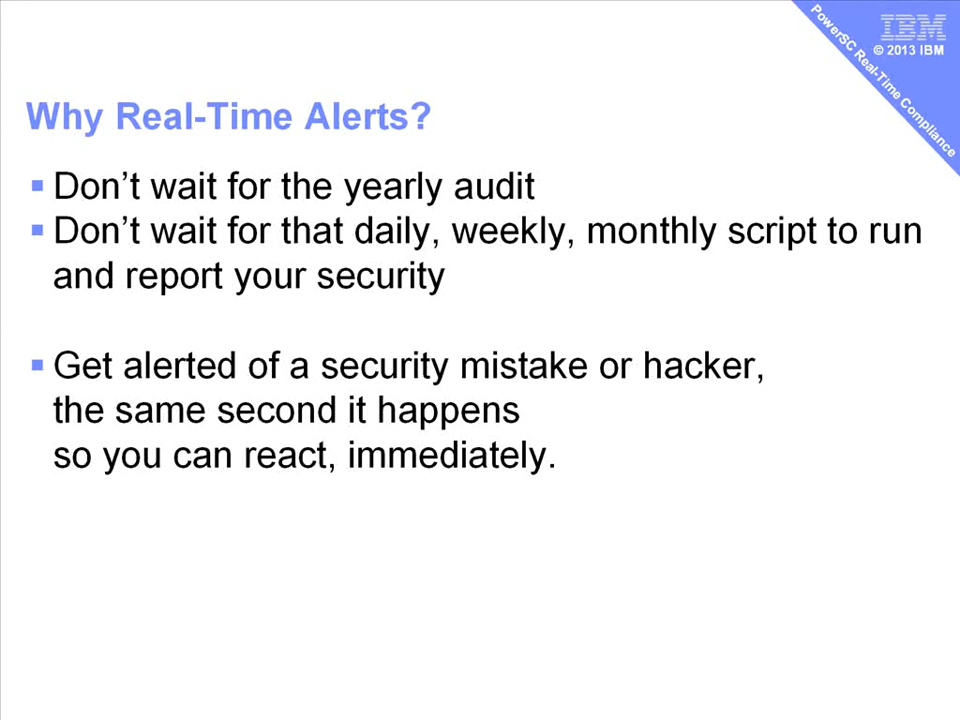 IBM
© 2013 IBM
PowerSC Real-Time Compliance
Why Real-Time Alerts?
Don’t wait for the yearly audit
Don’t wait for that daily, weekly, monthly script to run
and report your security
Get alerted of a security mistake or hacker,
the same second it happens
so you can react, immediately.